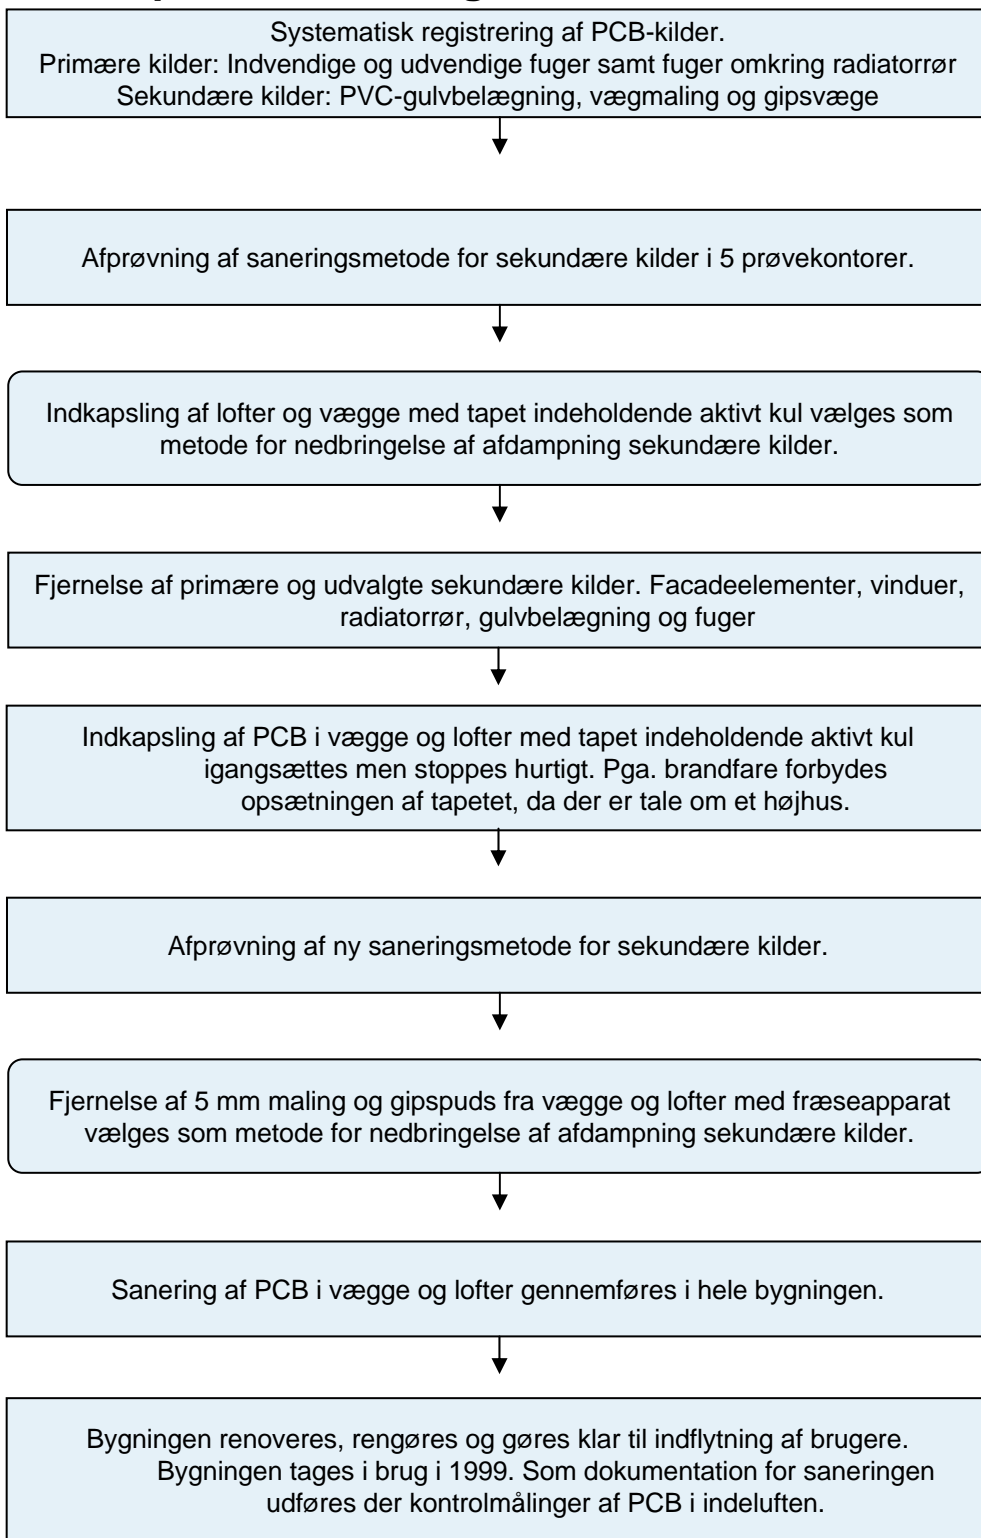 Systematisk registrering af PCB-kilder.
Primære kilder: Indvendige og udvendige fuger samt fuger omkring radiatorrør
Sekundære kilder: PVC-gulvbelægning, vægmaling og gipsvæge
Afprøvning af saneringsmetode for sekundære kilder i 5 prøvekontorer.
Indkapsling af lofter og vægge med tapet indeholdende aktivt kul vælges som
metode for nedbringelse af afdampning sekundære kilder.
Fjernelse af primære og udvalgte sekundære kilder. Facadeelementer, vinduer,
radiatorrør, gulvbelægning og fuger
Indkapsling af PCB i vægge og lofter med tapet indeholdende aktivt kul
igangsættes men stoppes hurtigt. Pga. brandfare forbydes
opsætningen af tapetet, da der er tale om et højhus.
Afprøvning af ny saneringsmetode for sekundære kilder.
Fjernelse af 5 mm maling og gipspuds fra vægge og lofter med fræseapparat
vælges som metode for nedbringelse af afdampning sekundære kilder.
Sanering af PCB i vægge og lofter gennemføres i hele bygningen.
Bygningen renoveres, rengøres og gøres klar til indflytning af brugere.
Bygningen tages i brug i 1999. Som dokumentation for saneringen
udføres der kontrolmålinger af PCB i indeluften.